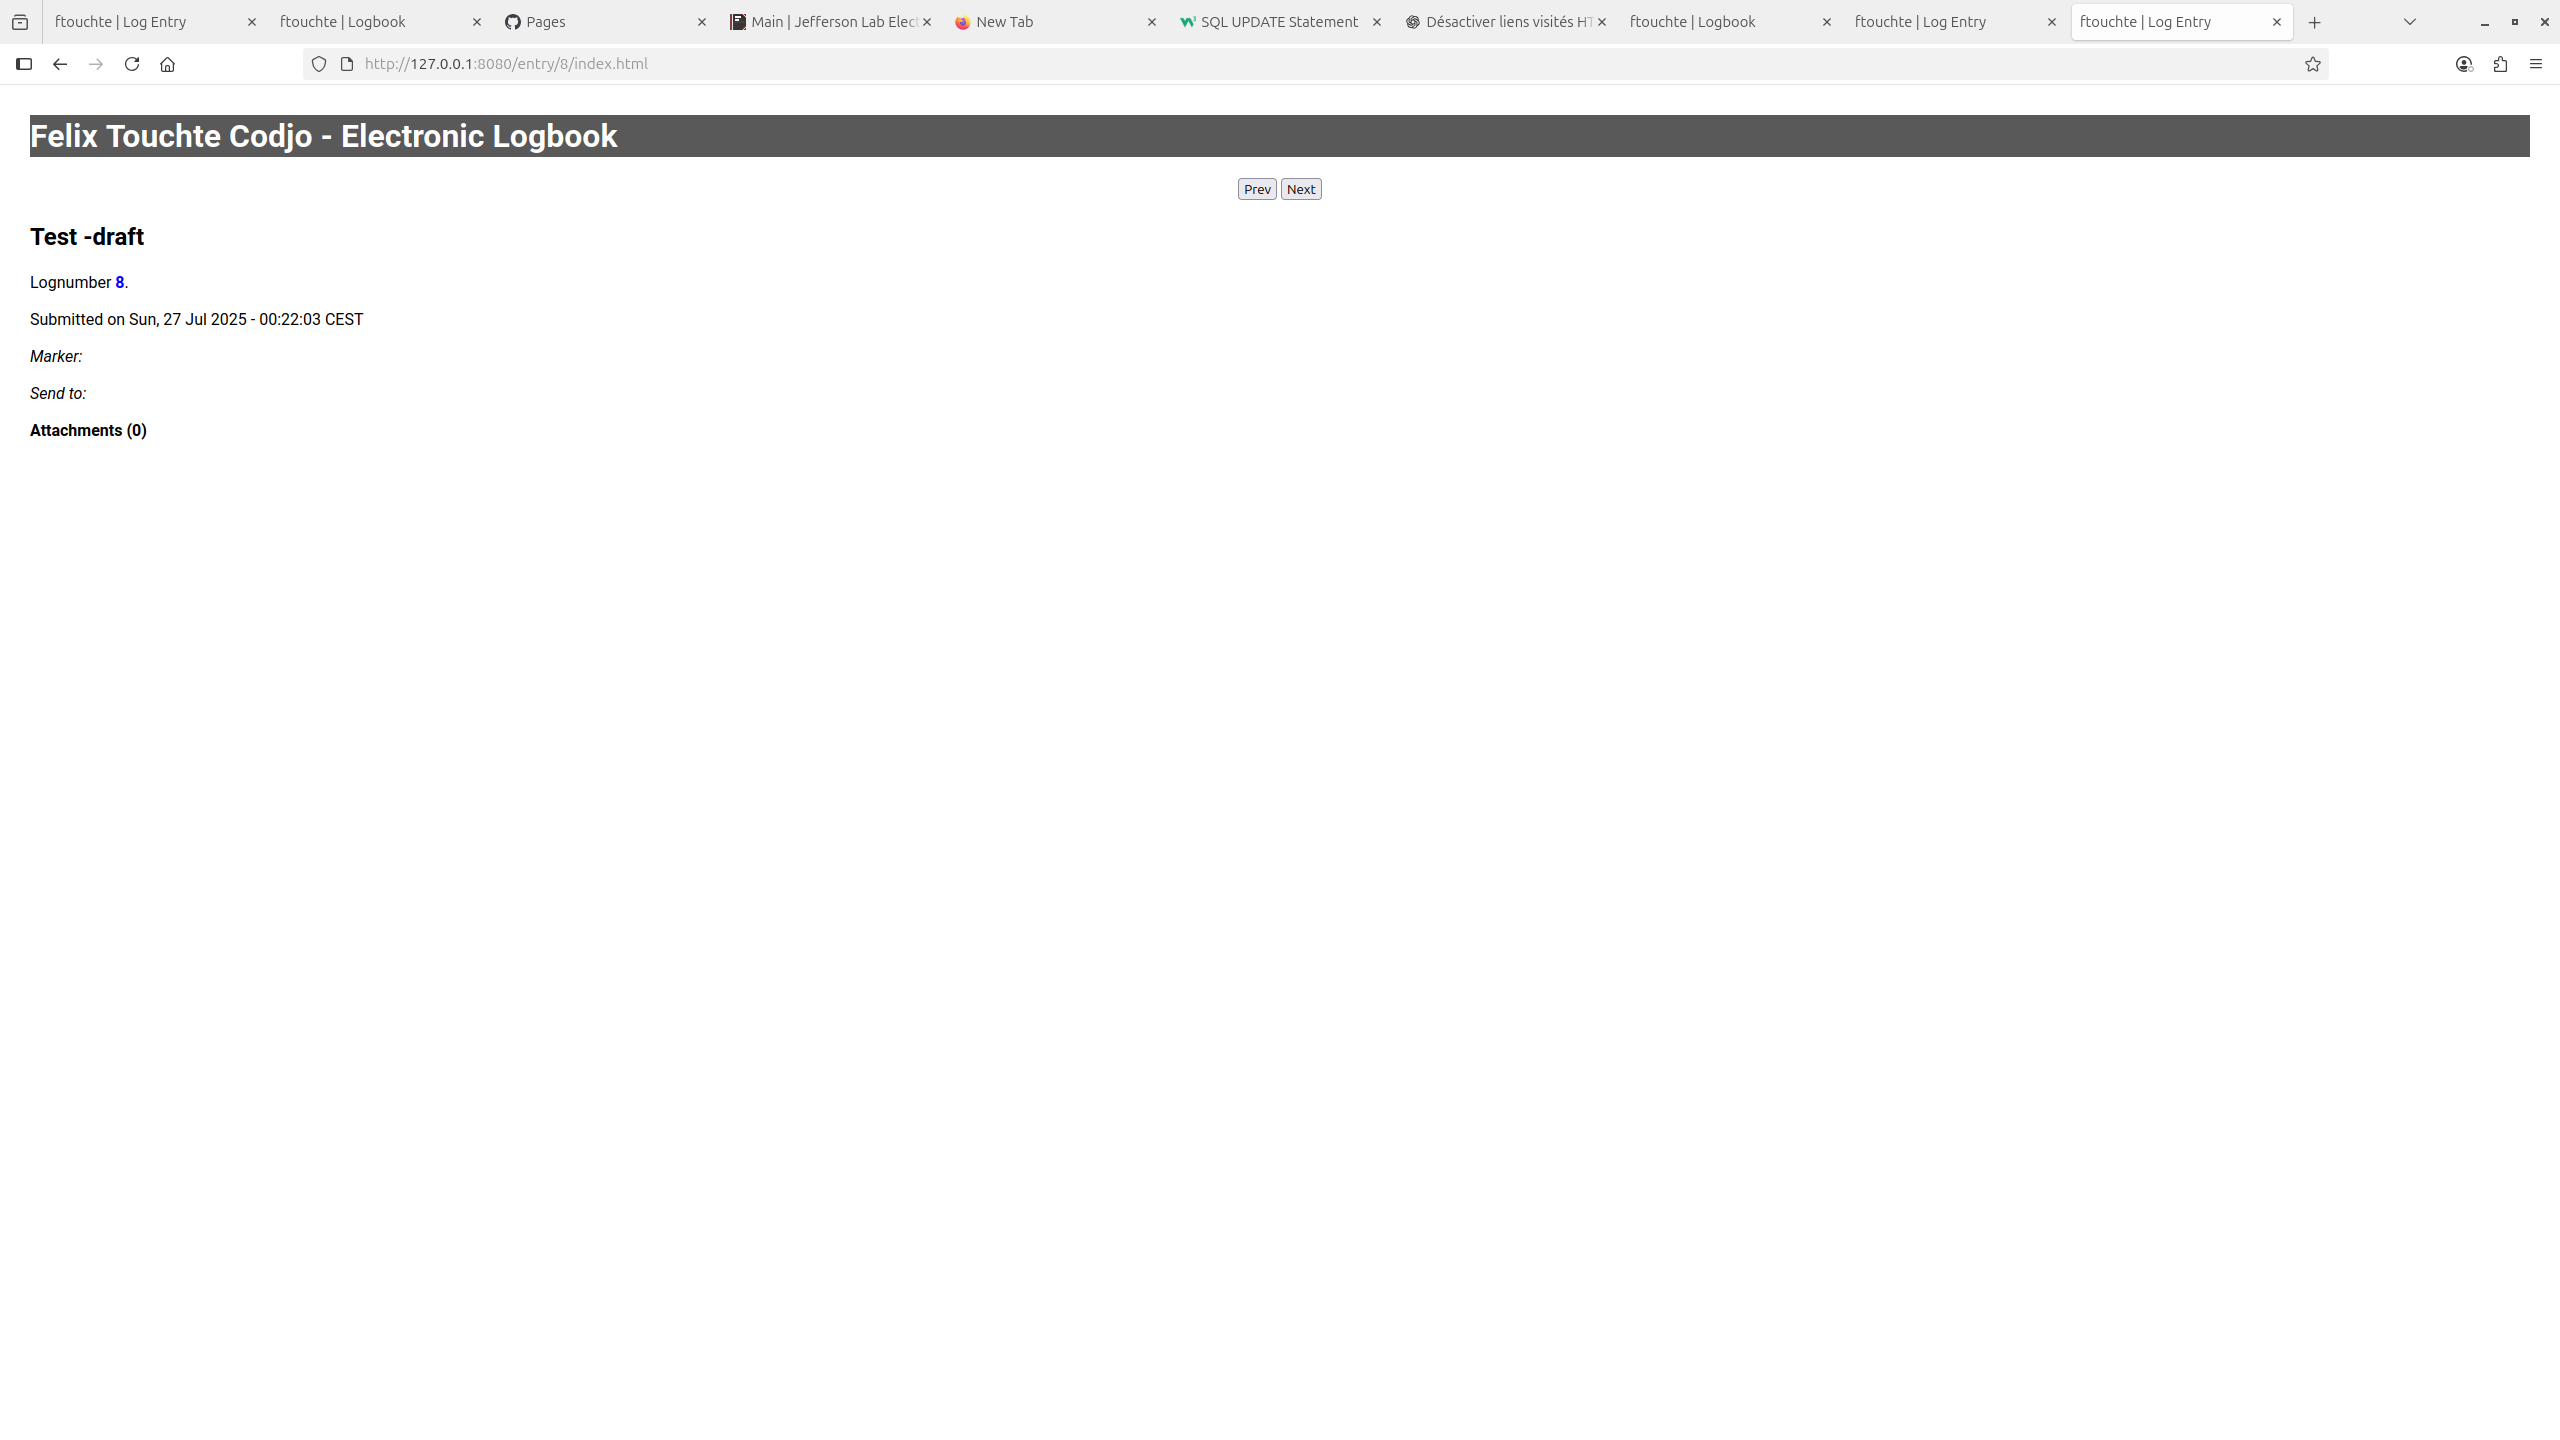 ftouchte | Log Entry
ftouchte | Logbook
Pages
Main | Jefferson Lab Elec
New Tab
SQL UPDATE Statement
Désactiver liens visités HT
ftouchte | Logbook
ftouchte | Log Entry
ftouchte | Log Entry
http://127.0.0.1:8080/entry/8/index.html
Felix Touchte Codjo - Electronic Logbook
Prev Next
Test -draft
Lognumber 8.
Submitted on Sun, 27 Jul 2025 - 00:22:03 CEST
Marker:
Send to:
Attachments (0)